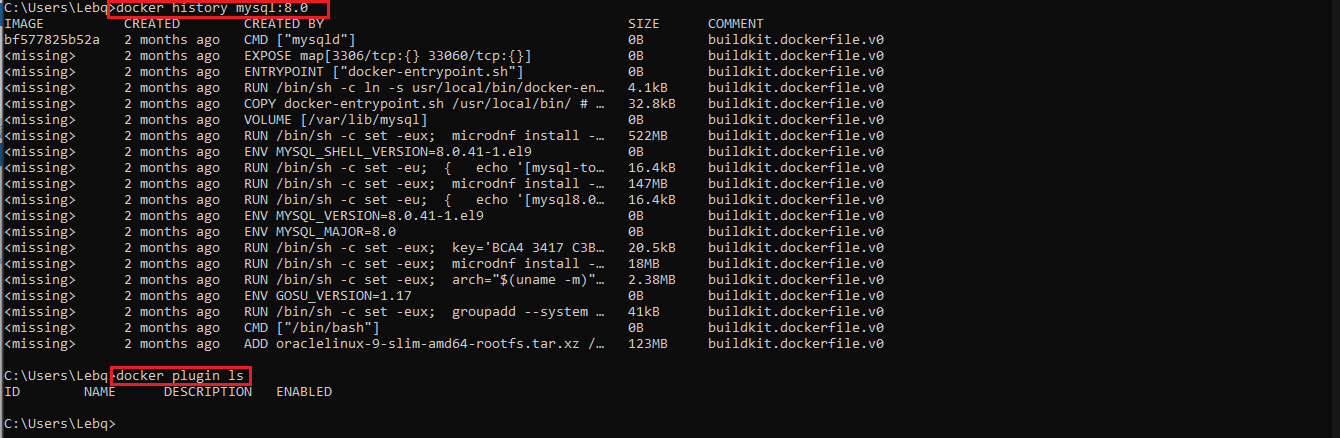 C:\Users\Lebq>docker history mysql:8.0
IMAGE CREATED CREATED BY SIZE COMMENT
bf577825b52a 2 months ago CMD ["mysqld"] 0B buildkit.dockerfile.v0
<missing> 2 months ago EXPOSE map[3306/tcp:{} 33060/tcp:{}] 0B buildkit.dockerfile.v0
<missing> 2 months ago ENTRYPOINT ["docker-entrypoint.sh"] 0B buildkit.dockerfile.v0
<missing> 2 months ago RUN /bin/sh -c ln -s usr/local/bin/docker-en… 4.1kB buildkit.dockerfile.v0
<missing> 2 months ago COPY docker-entrypoint.sh /usr/local/bin/ # … 32.8kB buildkit.dockerfile.v0
<missing> 2 months ago VOLUME [/var/lib/mysql] 0B buildkit.dockerfile.v0
<missing> 2 months ago RUN /bin/sh -c set -eux; microdnf install -… 522MB buildkit.dockerfile.v0
<missing> 2 months ago ENV MYSQL_SHELL_VERSION=8.0.41-1.el9 0B buildkit.dockerfile.v0
<missing> 2 months ago RUN /bin/sh -c set -eu; { echo '[mysql-to… 16.4kB buildkit.dockerfile.v0
<missing> 2 months ago RUN /bin/sh -c set -eux; microdnf install -… 147MB buildkit.dockerfile.v0
<missing> 2 months ago RUN /bin/sh -c set -eu; { echo '[mysql8.0… 16.4kB buildkit.dockerfile.v0
<missing> 2 months ago ENV MYSQL_VERSION=8.0.41-1.el9 0B buildkit.dockerfile.v0
<missing> 2 months ago ENV MYSQL_MAJOR=8.0 0B buildkit.dockerfile.v0
<missing> 2 months ago RUN /bin/sh -c set -eux; key='BCA4 3417 C3B… 20.5kB buildkit.dockerfile.v0
<missing> 2 months ago RUN /bin/sh -c set -eux; microdnf install -… 18MB buildkit.dockerfile.v0
<missing> 2 months ago RUN /bin/sh -c set -eux; arch="$(uname -m)"… 2.38MB buildkit.dockerfile.v0
<missing> 2 months ago ENV GOSU_VERSION=1.17 0B buildkit.dockerfile.v0
<missing> 2 months ago RUN /bin/sh -c set -eux; groupadd --system … 41kB buildkit.dockerfile.v0
<missing> 2 months ago CMD ["/bin/bash"] 0B buildkit.dockerfile.v0
<missing> 2 months ago ADD oraclelinux-9-slim-amd64-rootfs.tar.xz /… 123MB buildkit.dockerfile.v0
C:\Users\Lebq>docker plugin ls
ID NAME DESCRIPTION ENABLED
C:\Users\Lebq>